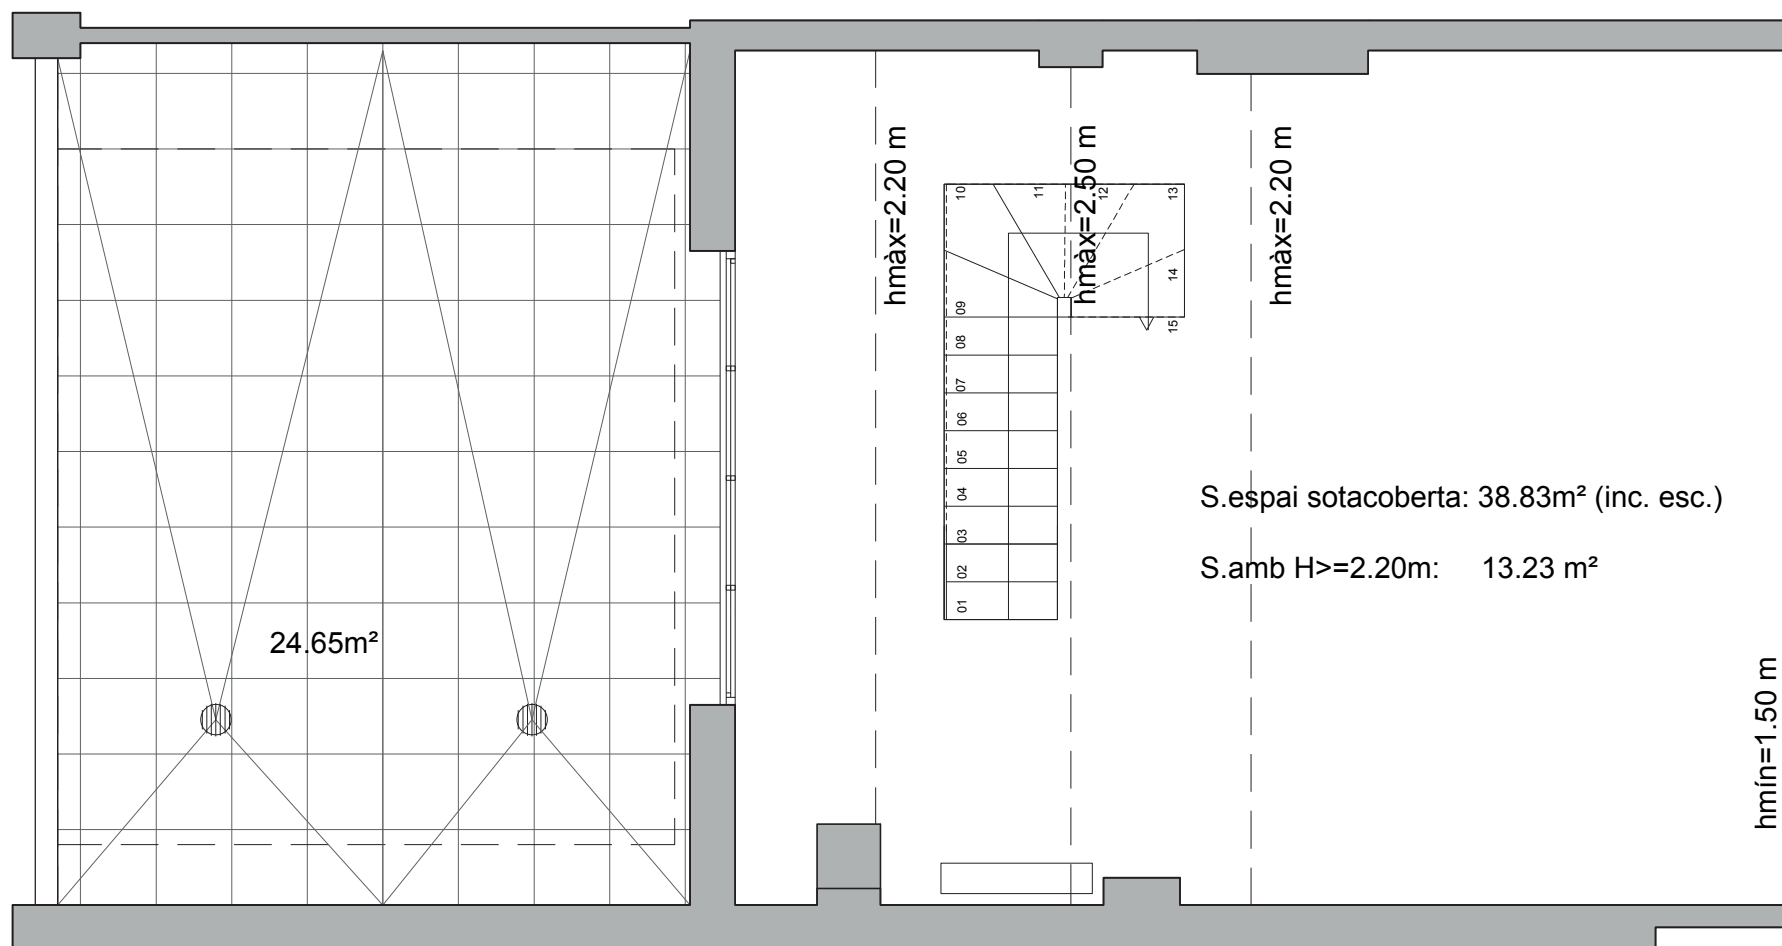 hmàx=2.20 m
hmàx=2.50 m
hmàx=2.20 m
10
11
12
13
14
15
09
08
07
06
05
04
03
02
01
S.espai sotacoberta: 38.83m² (inc. esc.)
S.amb H>=2.20m: 13.23 m²
24.65m²
hmín=1.50 m